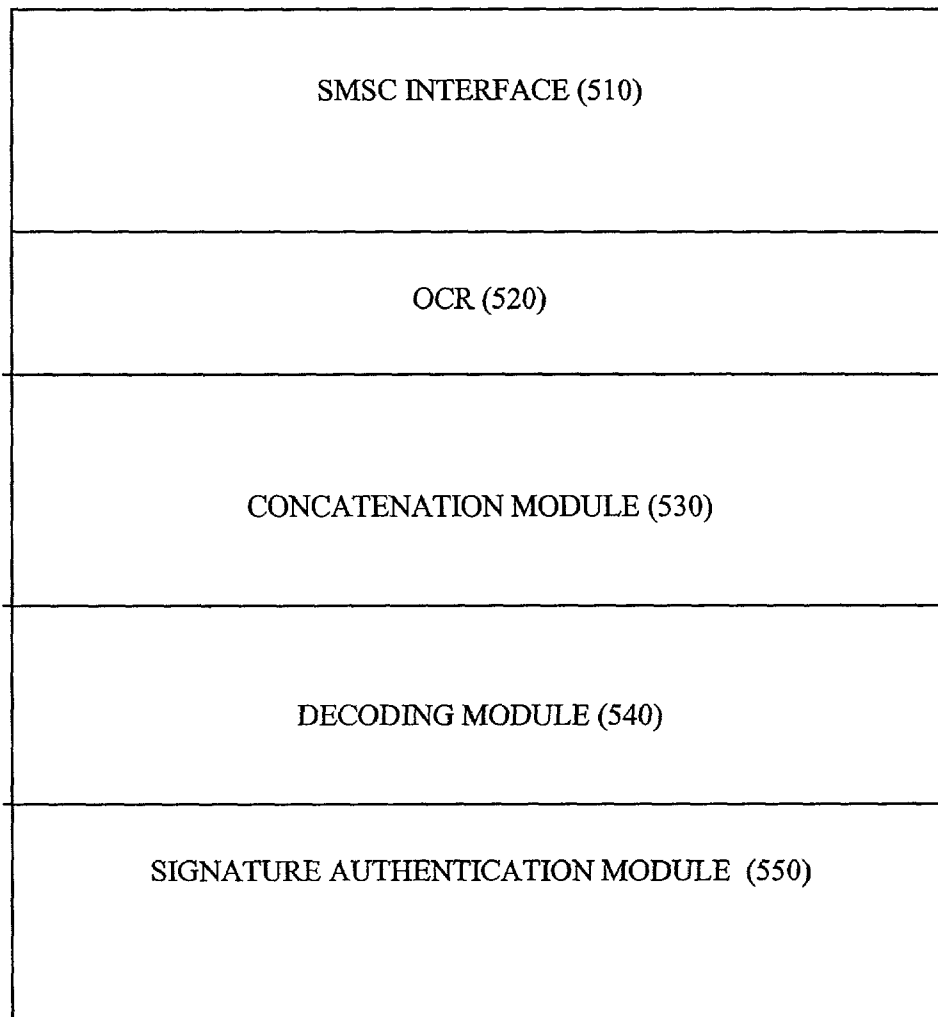 SMSC INTERFACE (510)
OCR (520)
CONCATENATION MODULE (530)
DECODING MODULE (540)
SIGNATURE AUTHENTICATION MODULE (550)